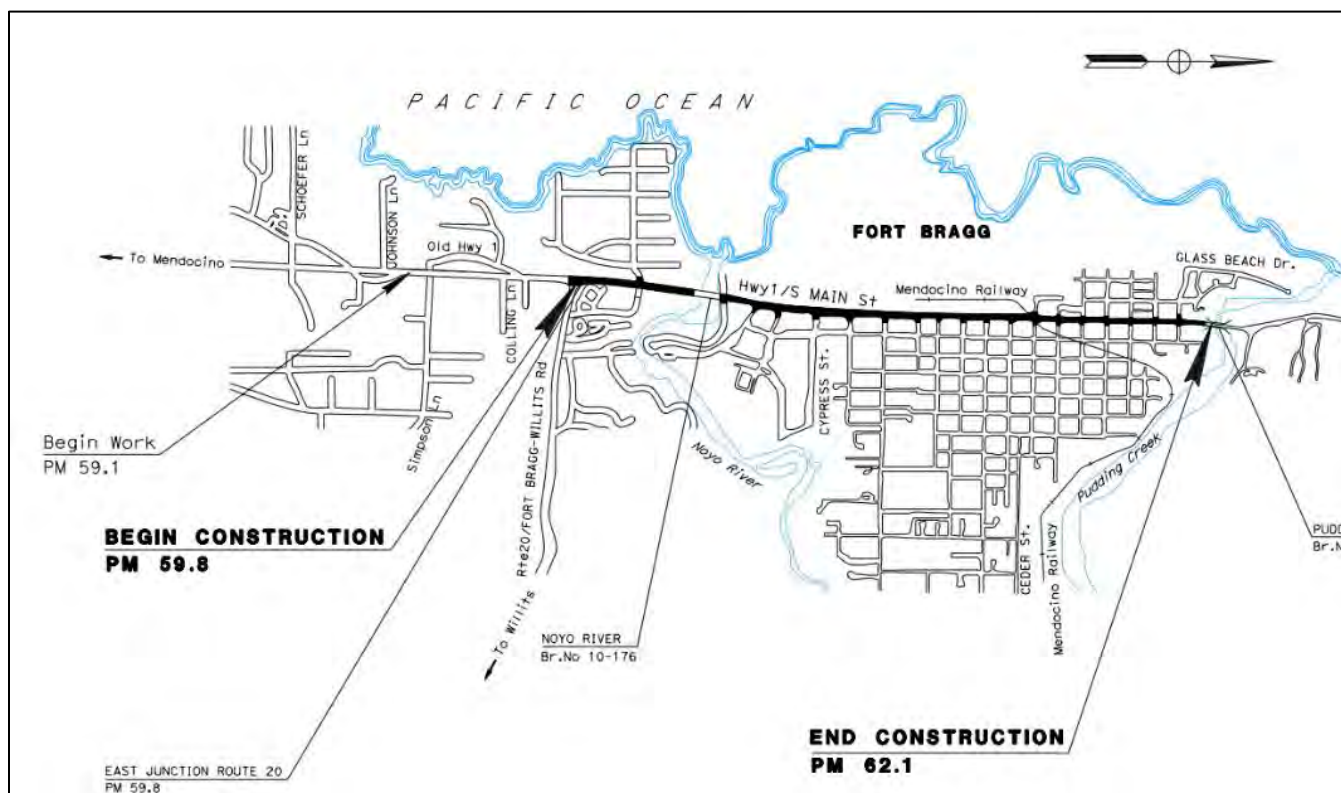 PACIFIC OCEAN
SCHOEFER Ln
JOHNSON Ln
Old Hwy 1
To Mendocino
FORT BRAGG
GLASS BEACH Dr.
Mendocino Railway
Hwy1/S MAIN St
COLLING Ln
Simpson Ln
CYPRESS St.
Begin Work
PM 59.1
Noyo River
Pudding Creek
BEGIN CONSTRUCTION
PM 59.8
Rte20/FORT BRAGG-WILLITS Rd
To Willits
CEDER St.
Mendocino Railway
PUDD
Br.N
NOYO RIVER
Br.No 10-176
END CONSTRUCTION
PM 62.1
EAST JUNCTION ROUTE 20
PM 59.8